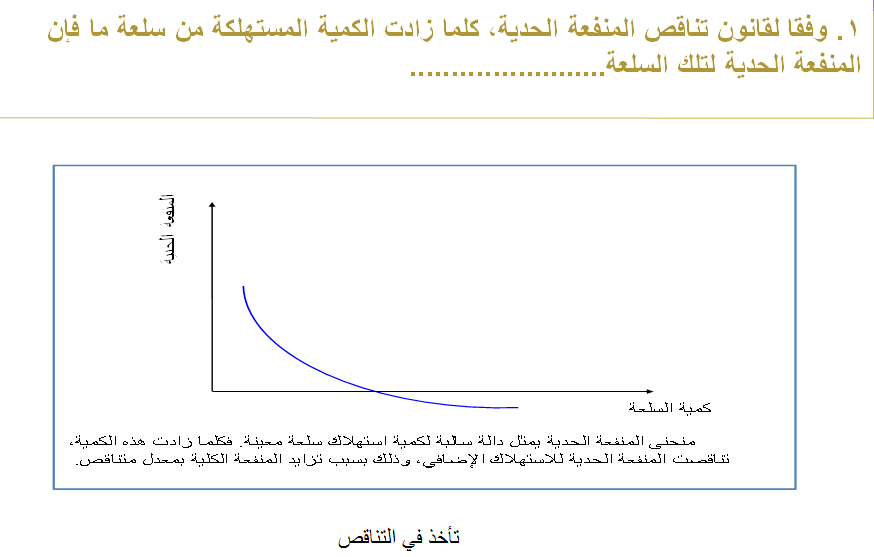 ١. وفقا لقانون تناقص المنفعة الحدية، كلما زادت الكمية المستهلكة من سلعة ما فإن
المنفعة الحدية لتلك السلعة.......................
المنفعة الحدية
كمية السلعة
منحنى المنفعة الحدية يمثل دالة سالبة لكمية استهلاك سلعة معينة. فكلما زادت هذه الكمية،
تناقصت المنفعة الحدية للاستهلاك الإضافي، وذلك بسبب تزايد المنفعة الكلية بمعدل متناقص.
تأخذ في التناقص